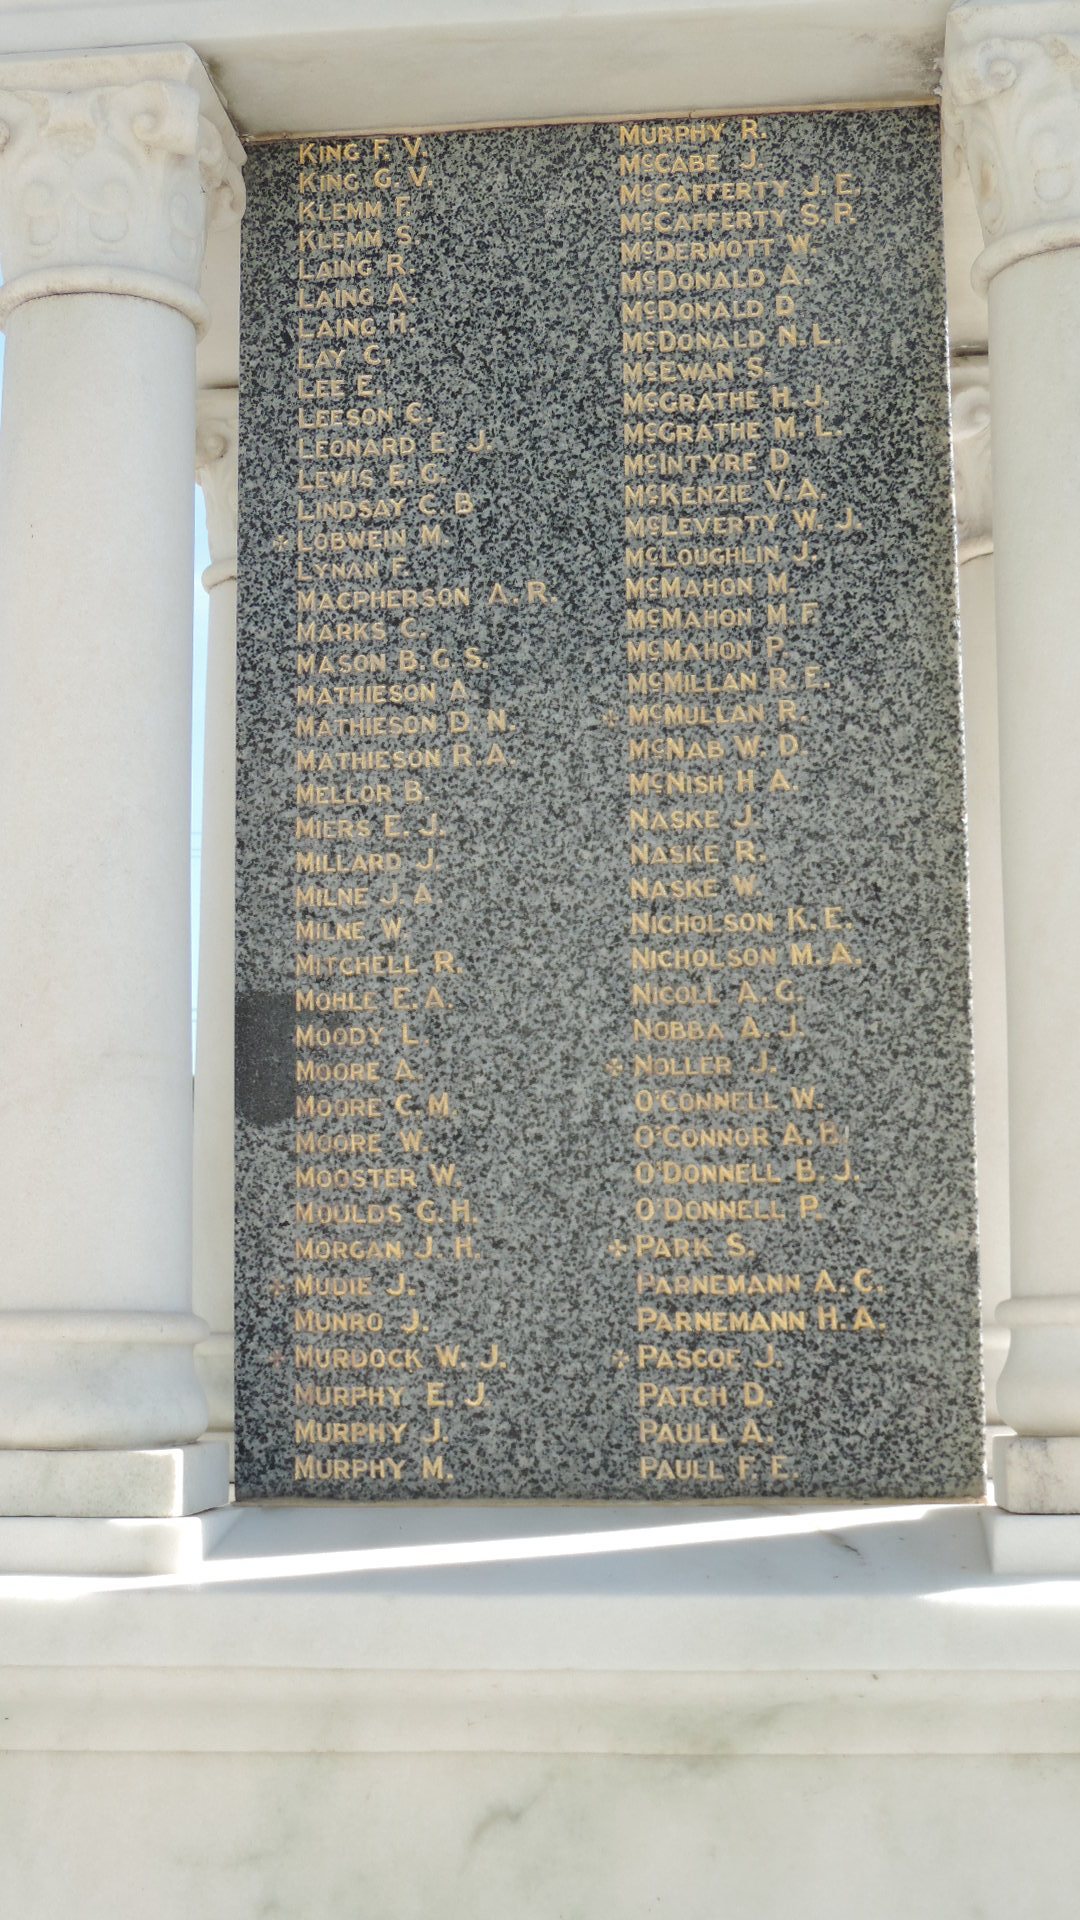 KING F. V.
KING G. V.
KLEMM F.
KLEMM S.
LAING R.
LAING A.
LAING H.
LAY C.
LEE E.
LEESON C.
LEONARD E. J.
LEWIS E. G.
LINDSAY C. B
LOBWEIN M.
LYNAN F.
MACPHERSON A. R.
MARKS C.
MASON B. G. S.
MATHIESON A.
MATHIESON D. N.
MATHIESON R. A.
MELLOR B.
MIERS E. J.
MILLARD J.
MILNE J. A.
MILNE W.
MITCHELL R.
MOHLE E. A.
MOODY L.
MOORE A.
MOORE C. M.
MOORE W.
MOOSTER W.
MOULDS G. H.
MORGAN J. H.
MUDIE J.
MUNRO J.
MURDOCK W. J.
MURPHY E. J
MURPHY J.
MURPHY M.
MURPHY R.
McCABE J.
McCAFFERTY J. E.
McCAFFERTY S. P.
McDERMOTT W.
McDONALD A.
McDONALD D
McDONALD N. L.
McEWAN S.
McGRATHE H. J.
McGRATHE M. L.
McINTYRE D
McKENZIE V. A.
McLEVERTY W. J.
McLOUGHLIN J.
McMAHON M.
McMAHON M. F
McMAHON P.
McMILLAN R. E.
McMULLAN R.
McNAB W. D.
McNISH H A.
NASKE J.
NASKE R.
NASKE W.
NICHOLSON K. E.
NICHOLSON M. A.
NICOLL A. G.
NOBBA A. J.
NOLLER J.
O'CONNELL W.
O'CONNOR A. B
O'DONNELL B. J.
O'DONNELL P.
PARK S.
PARNEMANN A. C.
PARNEMANN H. A.
PASCOE J.
PATCH D.
PAULL A.
PAULL F. E.